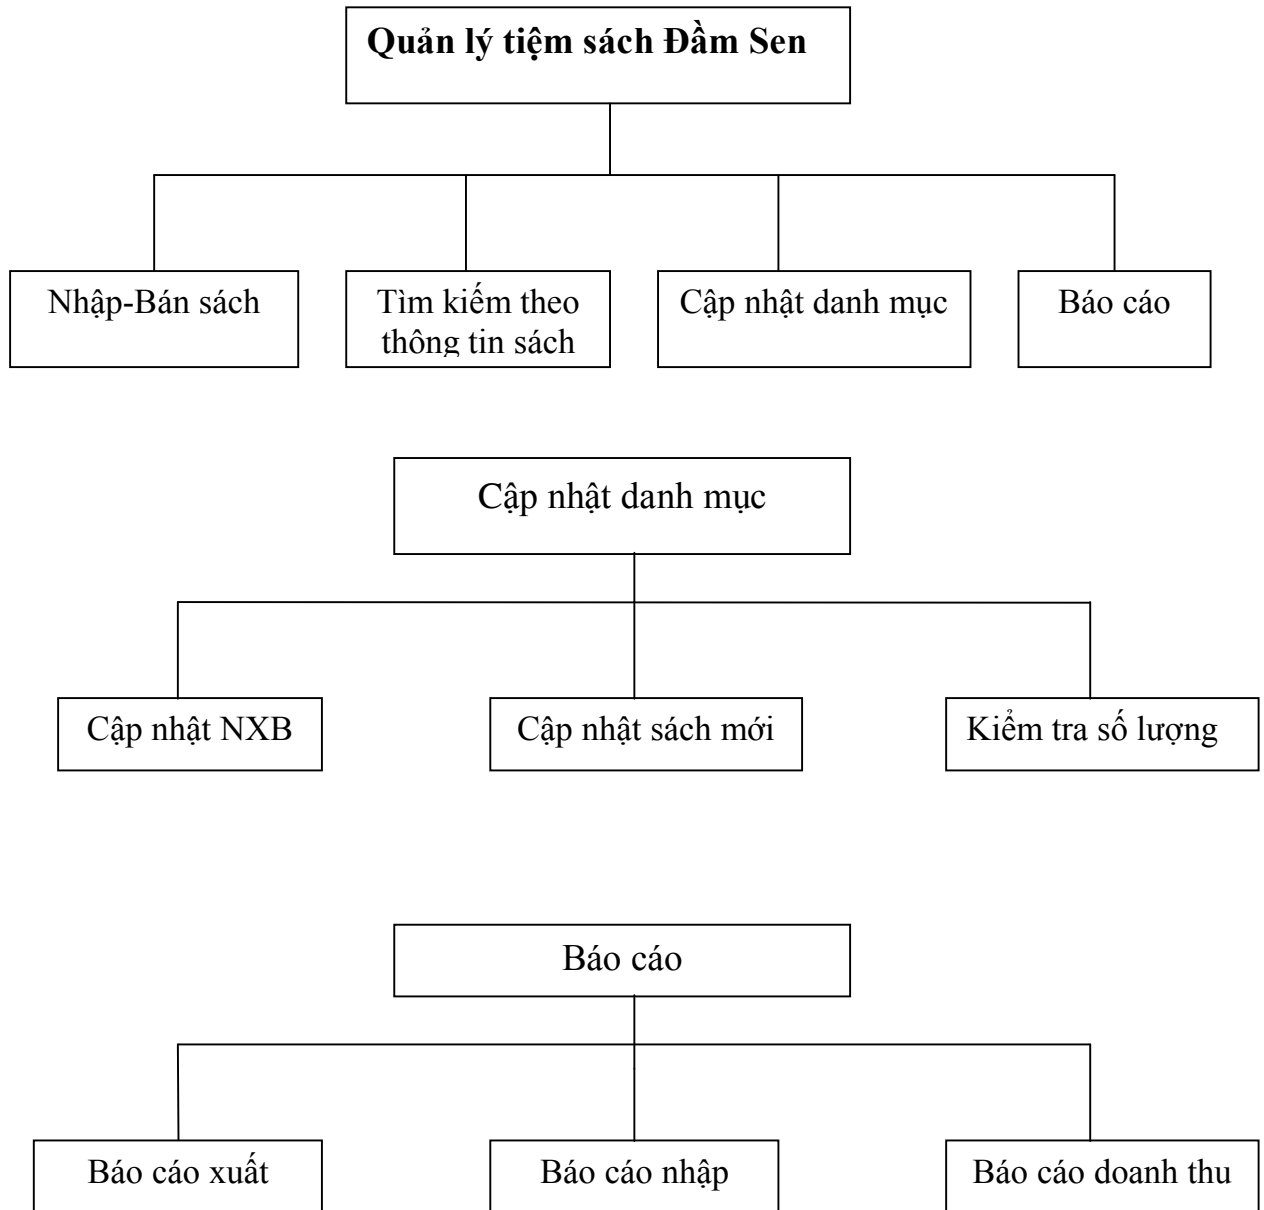 Quản lý tiệm sách Đầm Sen
Nhập-Bán sách
Tìm kiếm theo
thông tin sách
Cập nhật danh mục
Báo cáo
Cập nhật danh mục
Cập nhật NXB
Cập nhật sách mới
Kiểm tra số lượng
Báo cáo
Báo cáo xuất
Báo cáo nhập
Báo cáo doanh thu